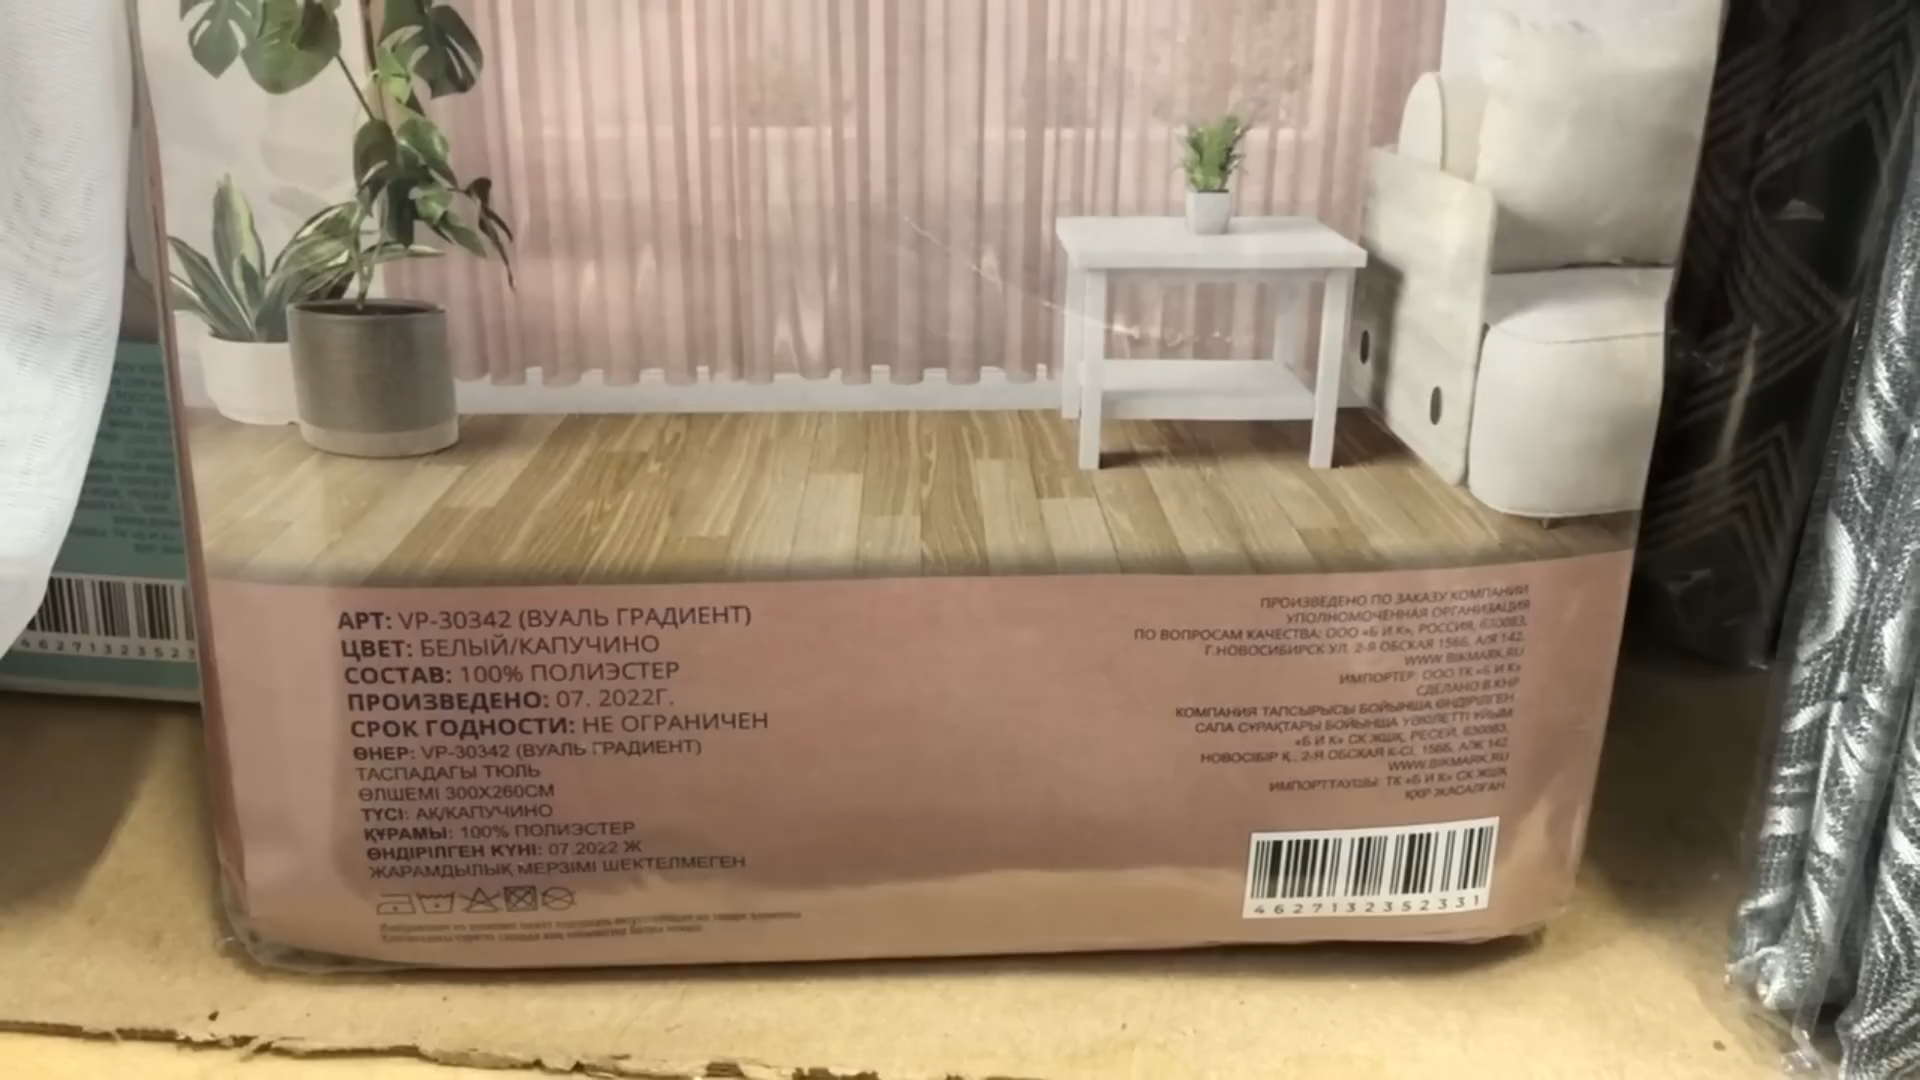 АРТ: VP-30342 (ВУАЛЬ ГРАДИЕНТ)
ЦВЕТ: БЕЛЫЙ/КАПУЧИНО
СОСТАВ: 100% ПОЛИЭСТЕР
ПРОИЗВЕДЕНО: 07. 2022Г.
СРОК ГОДНОСТИ: НЕ ОГРАНИЧЕН
ӨНЕР: VP-30342 (ВУАЛЬ ГРАДИЕНТ)
ТАСПАДАҒЫ ТЮЛЬ
ӨЛШЕМІ 300X260СМ
ТҮСІ: АҚ/КАПУЧИНО
ҚҰРАМЫ: 100% ПОЛИЭСТЕР
ӨНДІРІЛГЕН КҮНІ: 07.2022 Ж
ЖАРАМДЫЛЫҚ МЕРЗІМІ ШЕКТЕЛМЕГЕН
ПРОИЗВЕДЕНО ПО ЗАКАЗУ КОМПАНИИ
УПОЛНОМОЧЕННАЯ ОРГАНИЗАЦИЯ
ПО ВОПРОСАМ КАЧЕСТВА: ООО «Б И К», РОССИЯ, 630083,
Г.НОВОСИБИРСК УЛ. 2-Я ОБСКАЯ 156Б, А/Я 142,
WWW.BIKMARK.RU
ИМПОРТЕР: ООО ТК «Б И К»
СДЕЛАНО В КНР
КОМПАНИЯ ТАПСЫРЫСЫ БОЙЫНША ӨНДІРІЛГЕН
САПА СҰРАҚТАРЫ БОЙЫНША УӘКІЛЕТТІ ҰЙЫМ
«Б И К» СК ЖШҚ, РЕСЕЙ, 630083,
НОВОСІБІР Қ., 2-Я ОБСКАЯ К-СІ, 156Б, А/Ж 142
WWW.BIKMARK.RU
ИМПОРТТАУШЫ: ТК «Б И К» СК ЖШҚ
ҚХР ЖАСАЛҒАН
4627132352331
46271323523